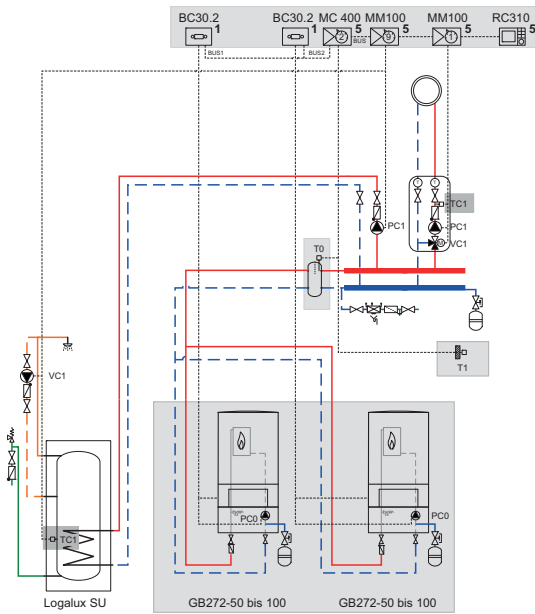 BC30.2 BC30.2 MC 400 MM100 MM100 RC310
1 1 2 5 9 5 1 5 5
BUS
BUS1 BUS2
TC1
PC1 PC1
M
VC1
T0
T1
VC1
TC1
PC0 PC0
Logalux SU
GB272-50 bis 100 GB272-50 bis 100